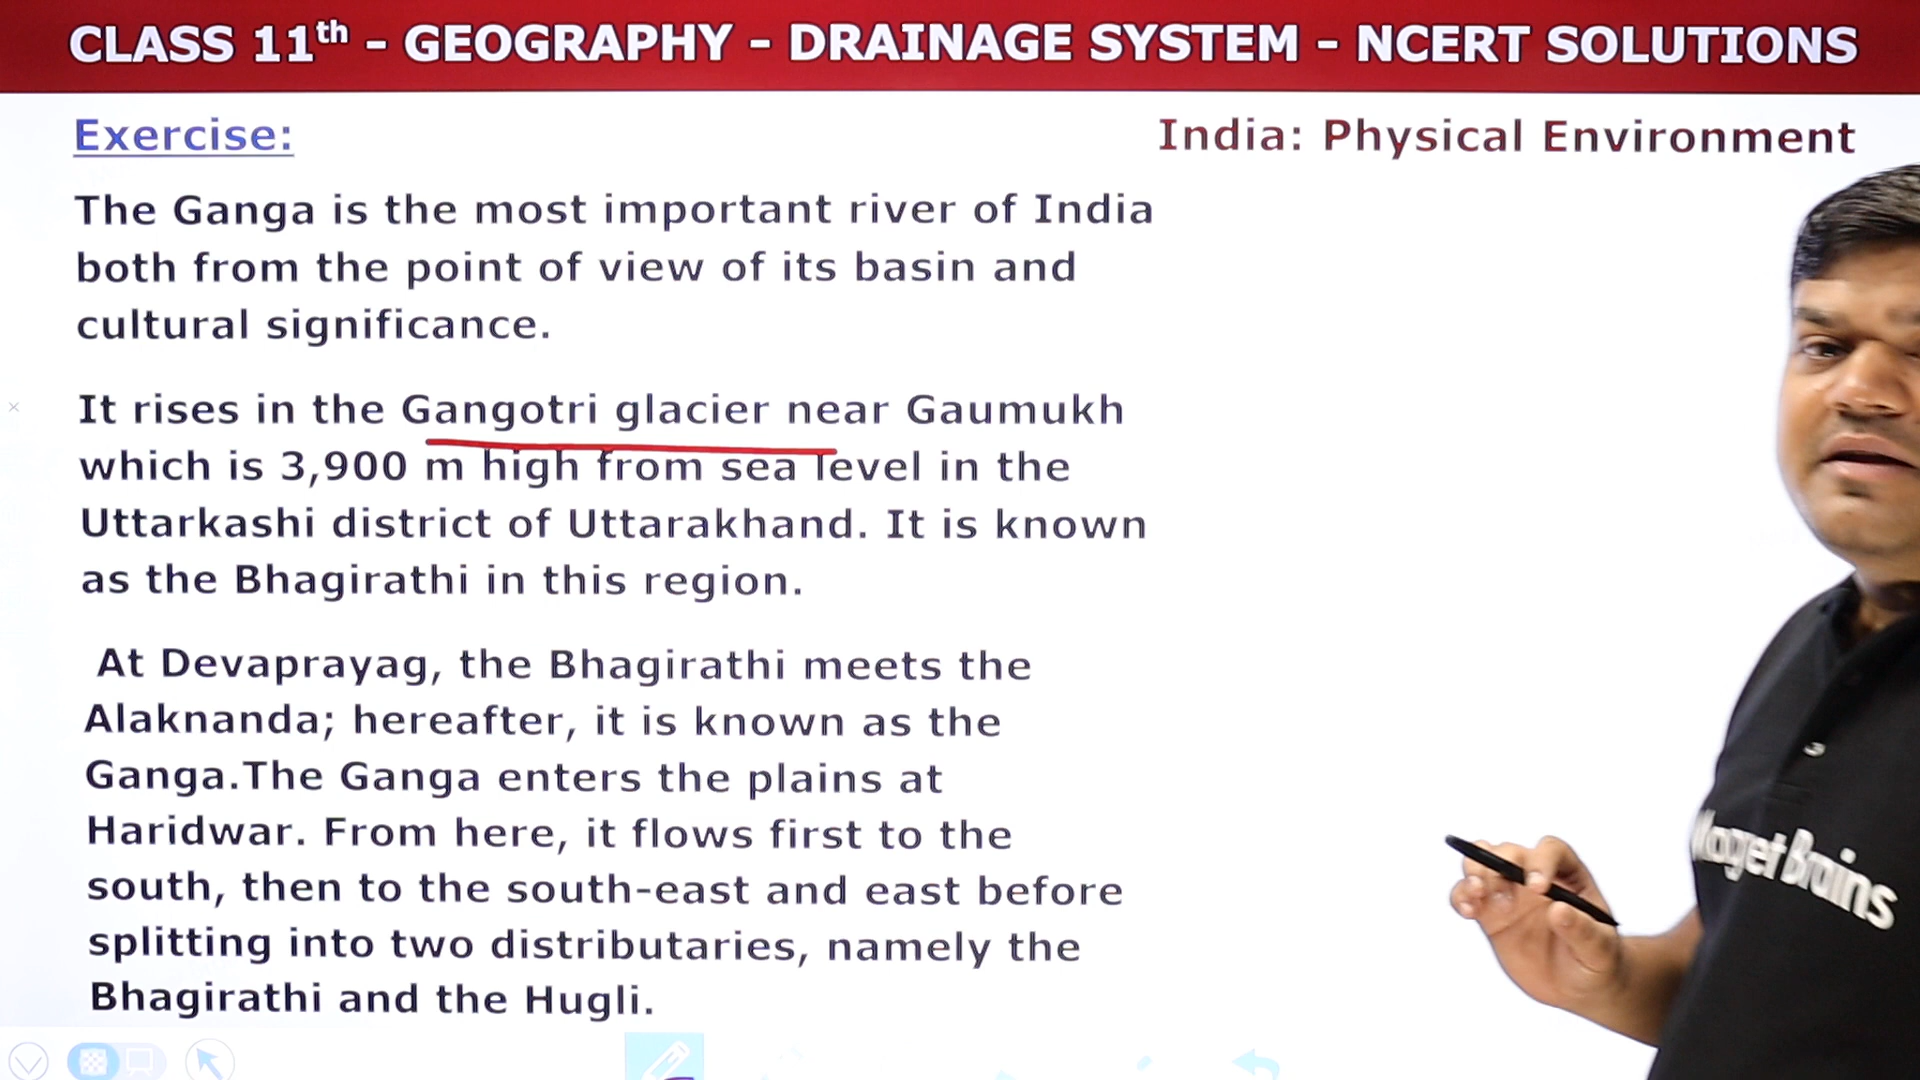 CLASS 11th - GEOGRAPHY - DRAINAGE SYSTEM - NCERT SOLUTIONS
Exercise:
India: Physical Environment
The Ganga is the most important river of India
both from the point of view of its basin and
cultural significance.
It rises in the Gangotri glacier near Gaumukh
which is 3,900 m high from sea level in the
Uttarkashi district of Uttarakhand. It is known
as the Bhagirathi in this region.
At Devaprayag, the Bhagirathi meets the
Alaknanda; hereafter, it is known as the
Ganga.The Ganga enters the plains at
Haridwar. From here, it flows first to the
south, then to the south-east and east before
splitting into two distributaries, namely the
Bhagirathi and the Hugli.
Brains